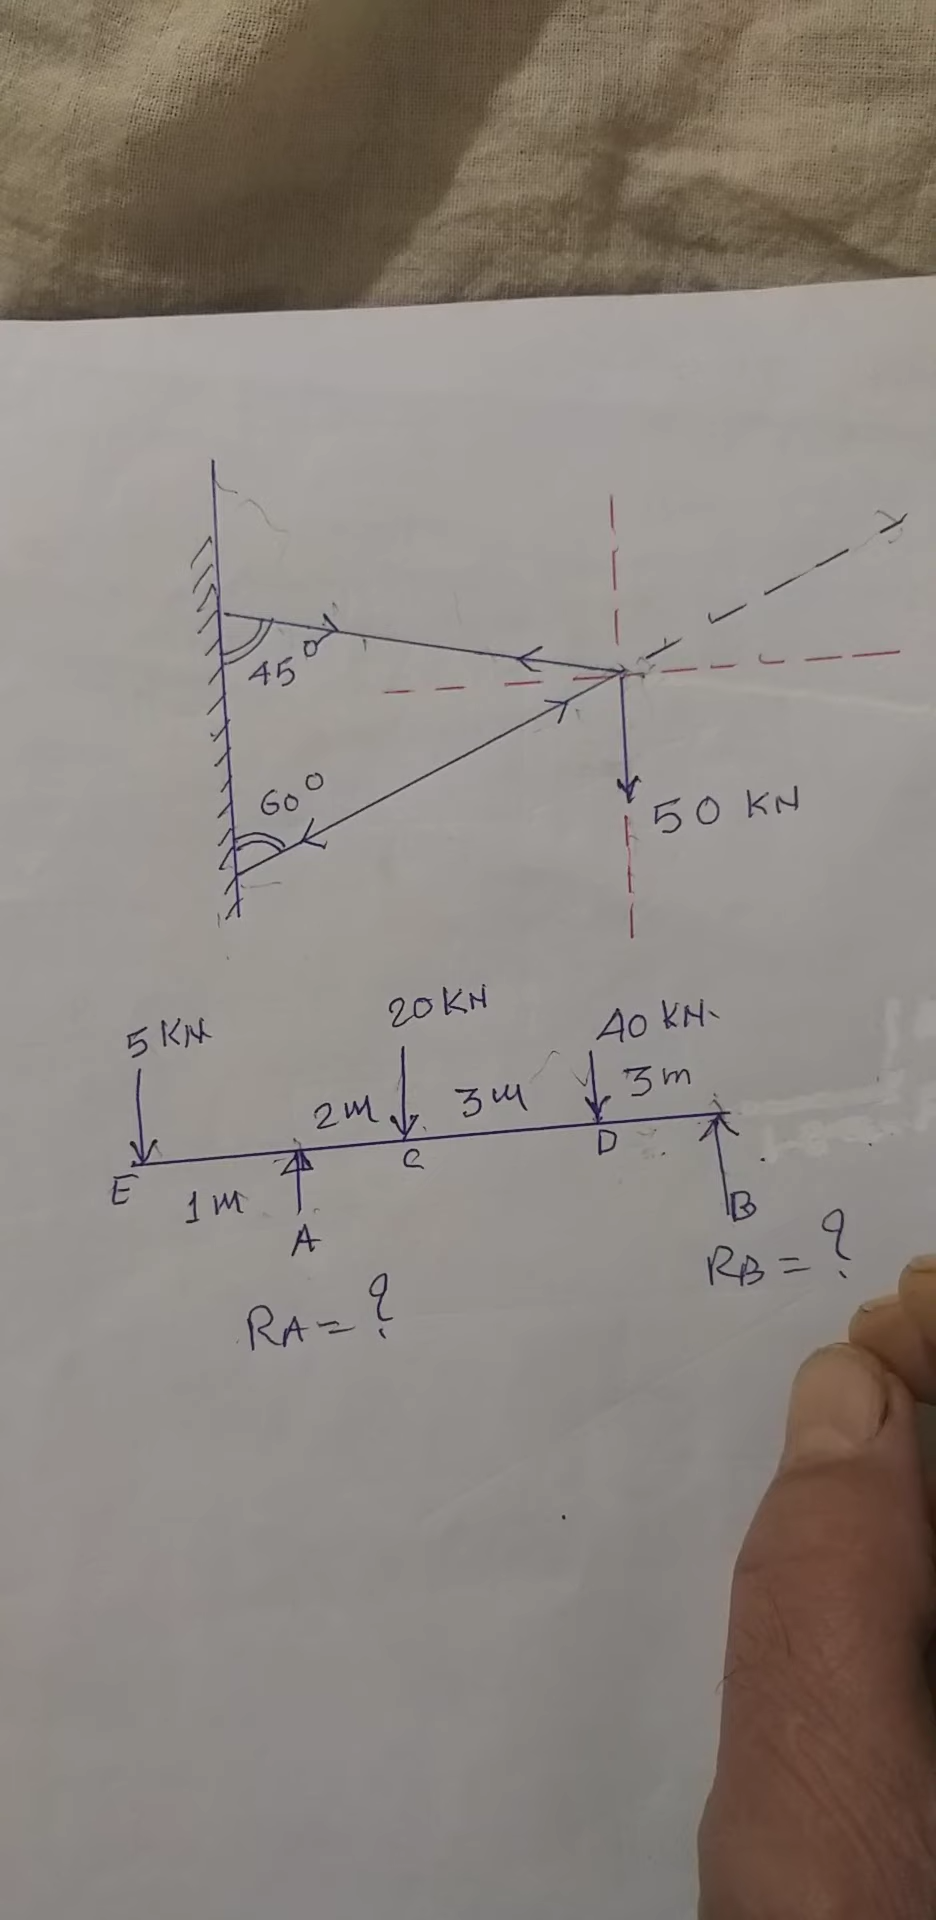 45°
60°
50 KN
5 KN
20 KN
40 KN.
2m
3m
3m
E
1m
A
C
D
B
RA = ?
RB = ?